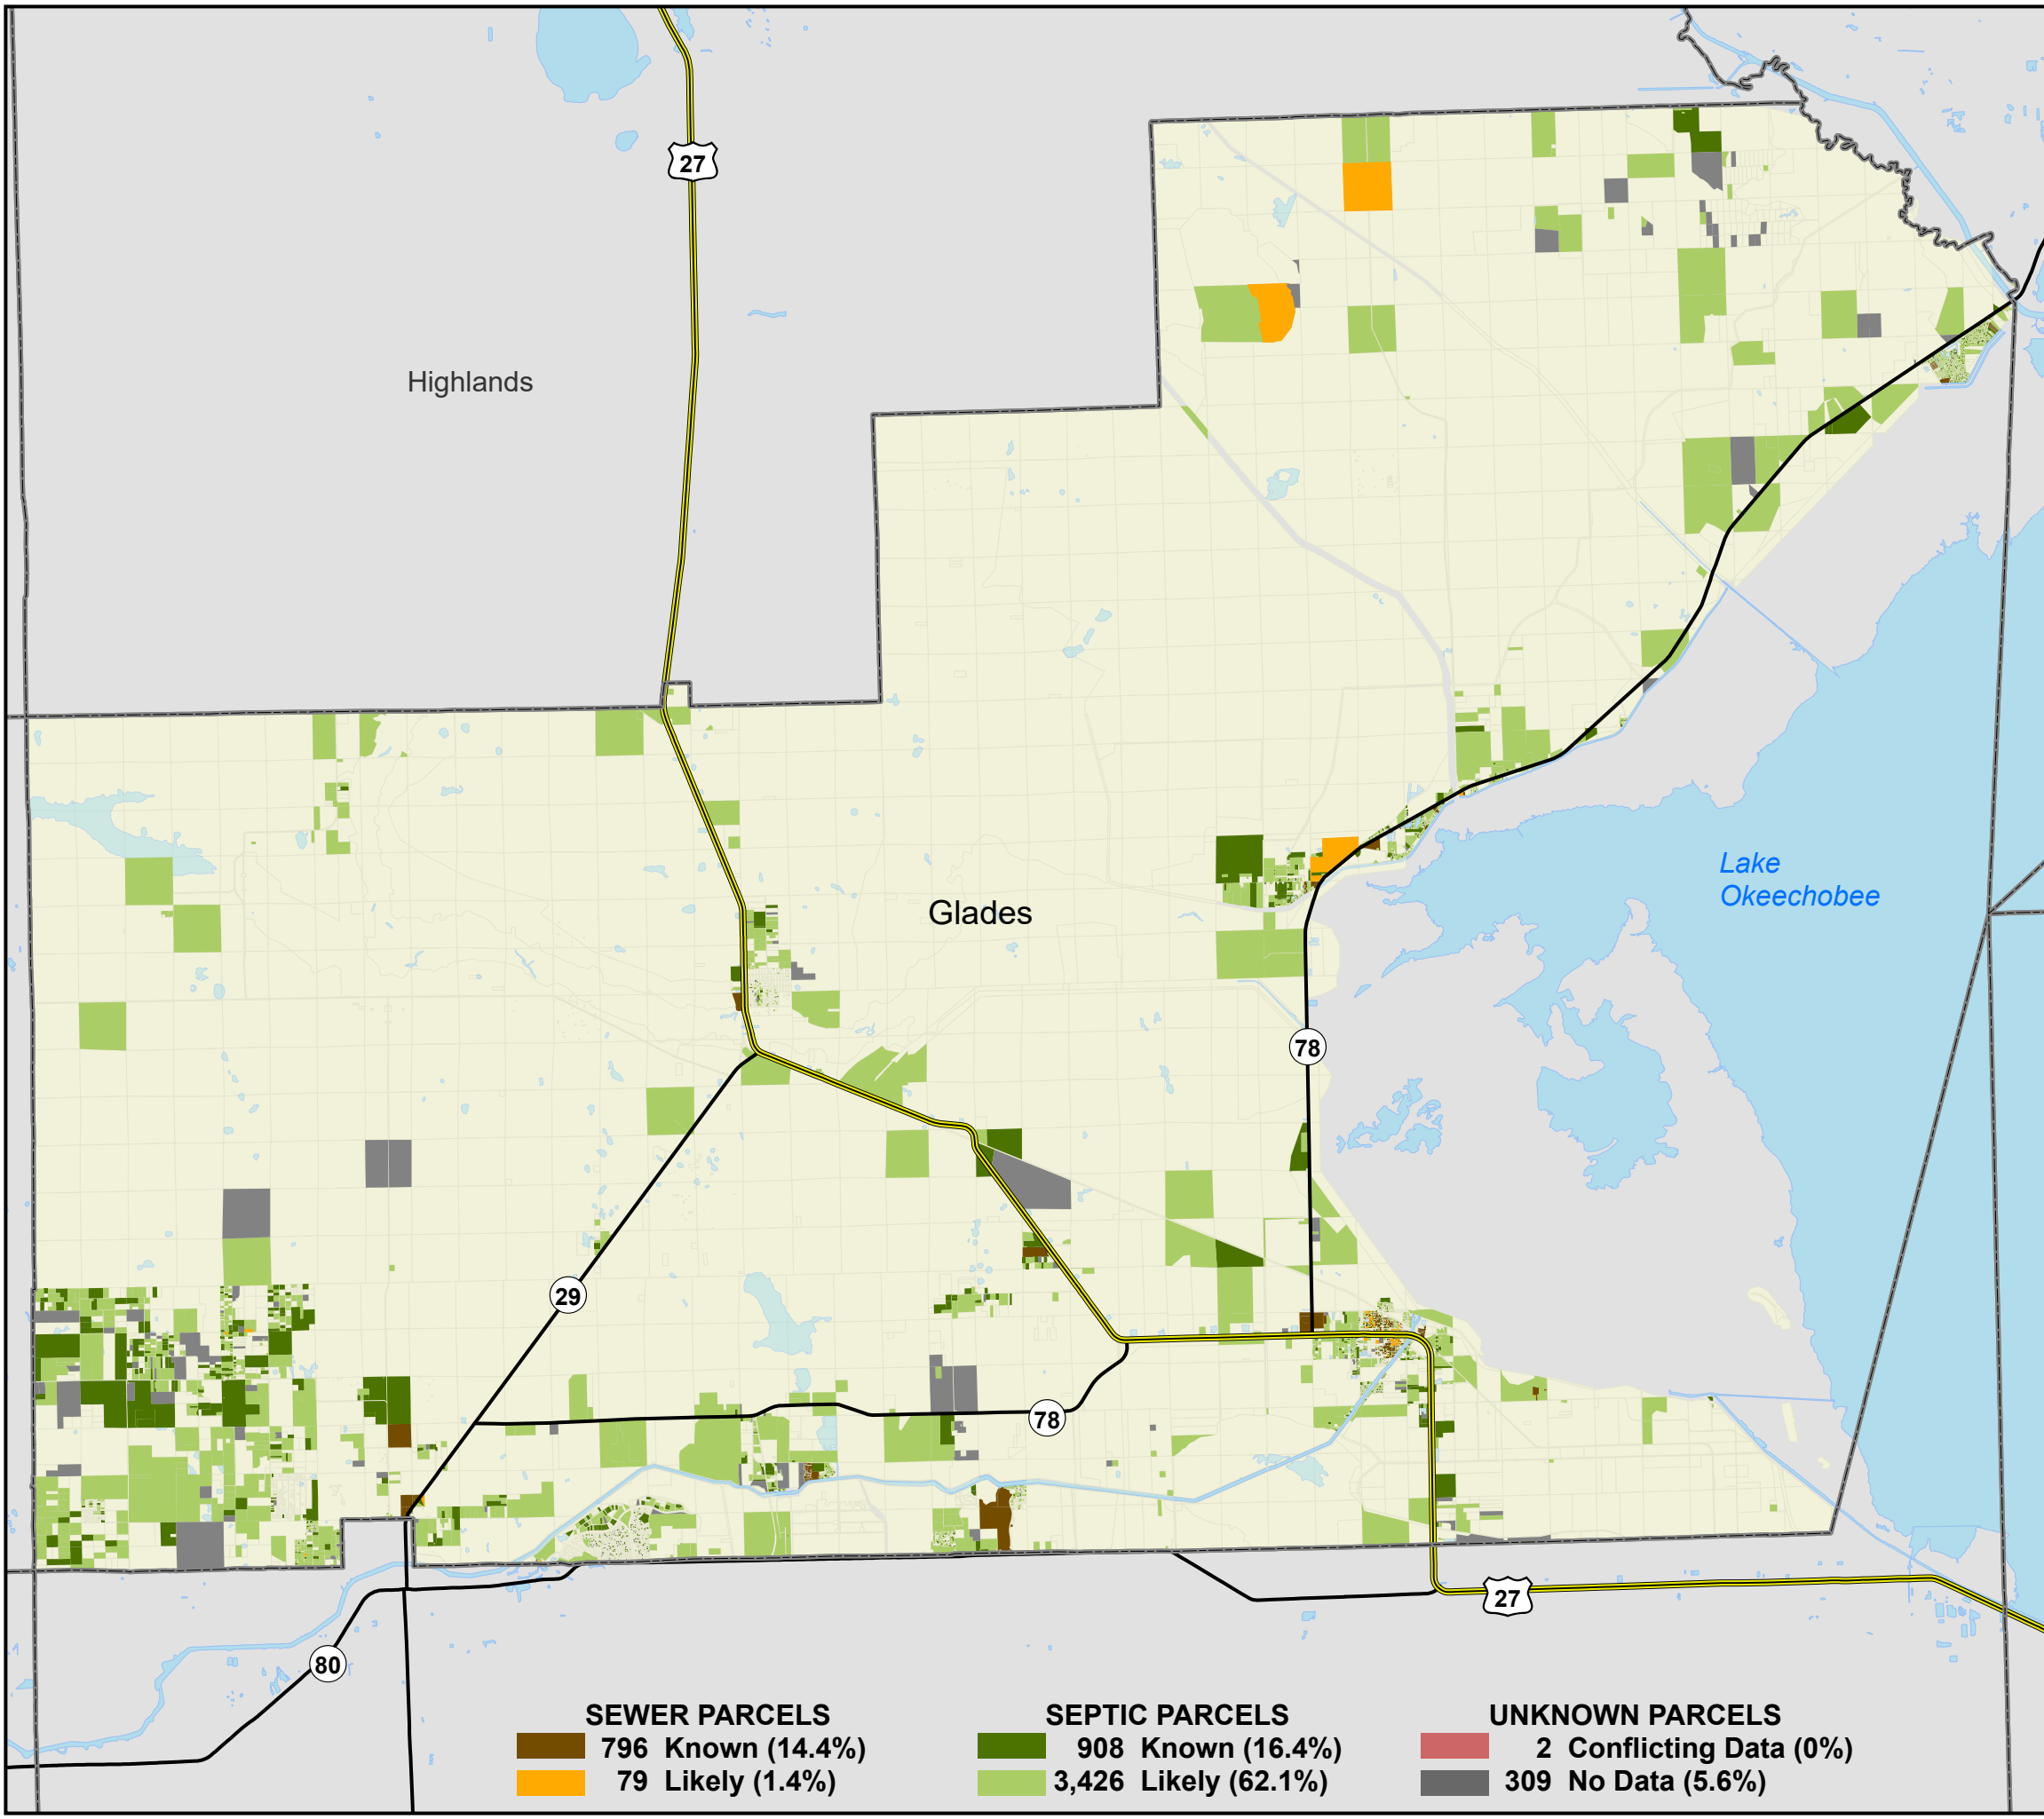 27
Highlands
Lake
Okeechobee
Glades
78
29
78
27
80
SEWER PARCELS
796 Known (14.4%)
79 Likely (1.4%)
SEPTIC PARCELS
908 Known (16.4%)
3,426 Likely (62.1%)
UNKNOWN PARCELS
2 Conflicting Data (0%)
309 No Data (5.6%)